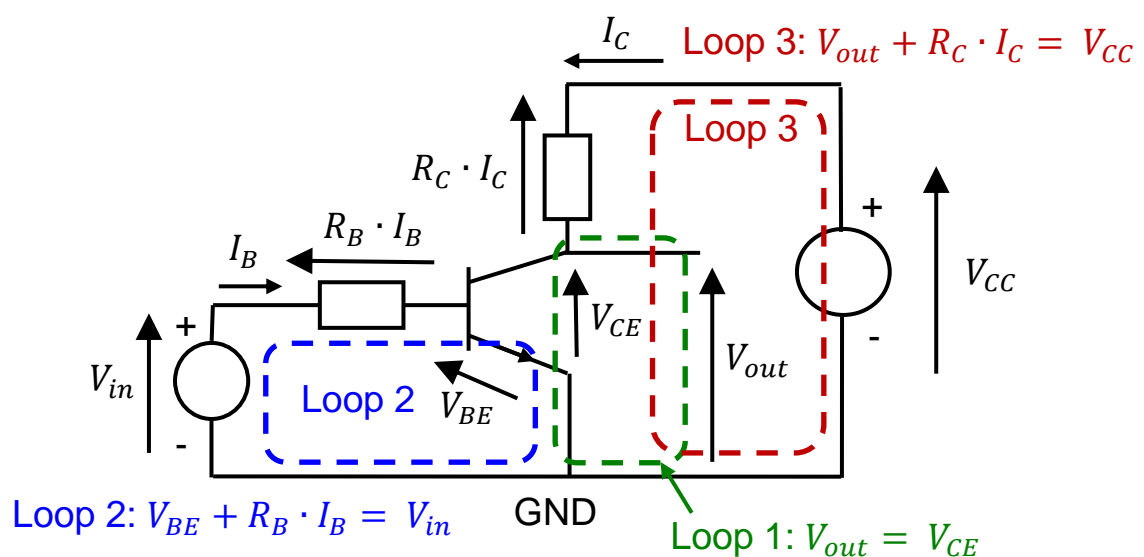 I_C
Loop 3: V_out + R_C · I_C = V_CC
Loop 3
R_C · I_C
R_B · I_B
I_B
+
+
V_CC
V_CE
V_in
V_out
-
Loop 2
V_BE
-
GND
Loop 2: V_BE + R_B · I_B = V_in
Loop 1: V_out = V_CE